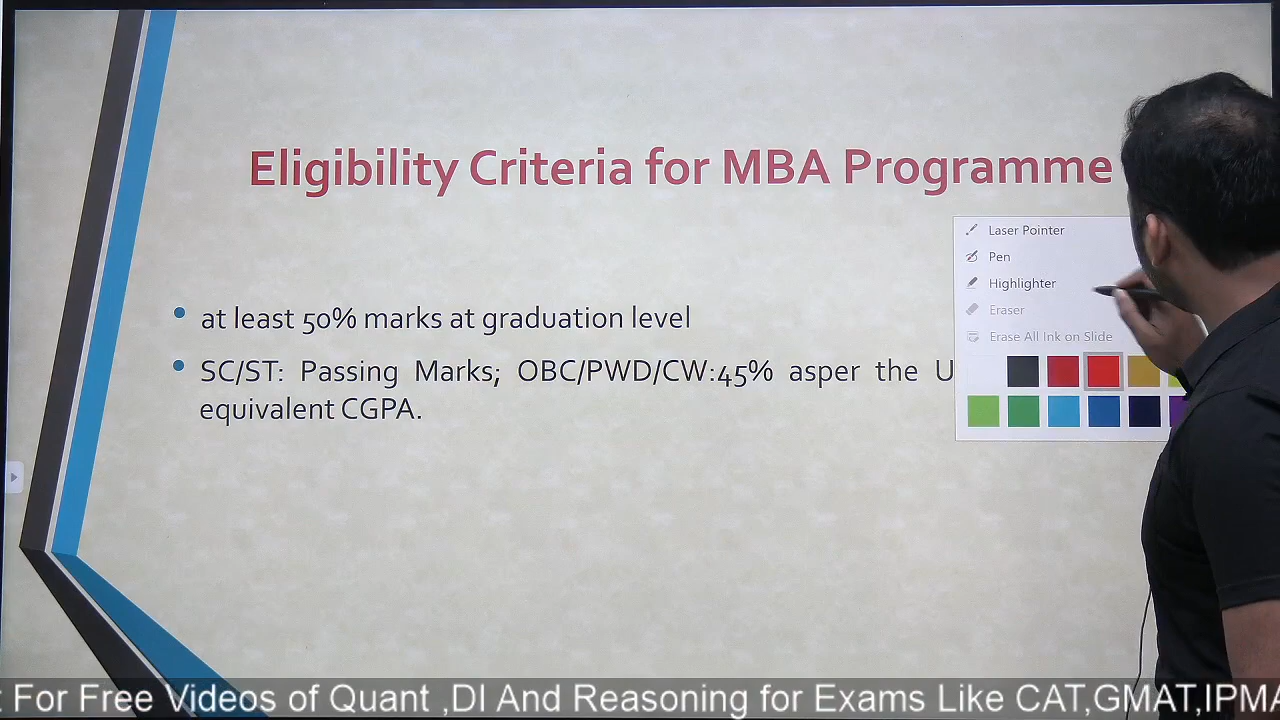 Eligibility Criteria for MBA Programme
Laser Pointer
Pen
Highlighter
Eraser
Erase All Ink on Slide
at least 50% marks at graduation level
SC/ST: Passing Marks; OBC/PWD/CW:45% asper the
equivalent CGPA.
For Free Videos of Quant ,DI And Reasoning for Exams Like CAT,GMAT,IPMA